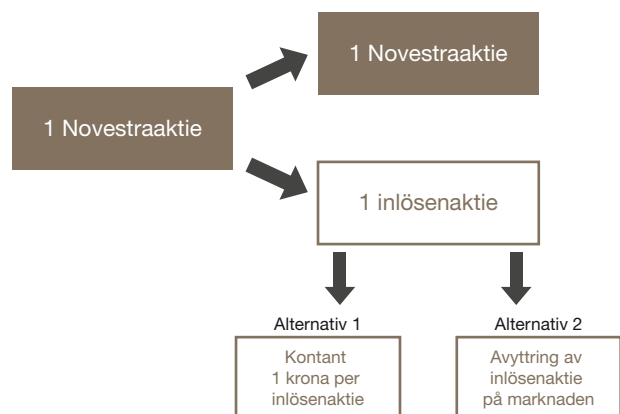 1 Novestraaktie
1 Novestraaktie
1 inlösenaktie
Alternativ 1
Kontant
1 krona per
inlösenaktie
Alternativ 2
Avyttring av
inlösenaktie
på marknaden